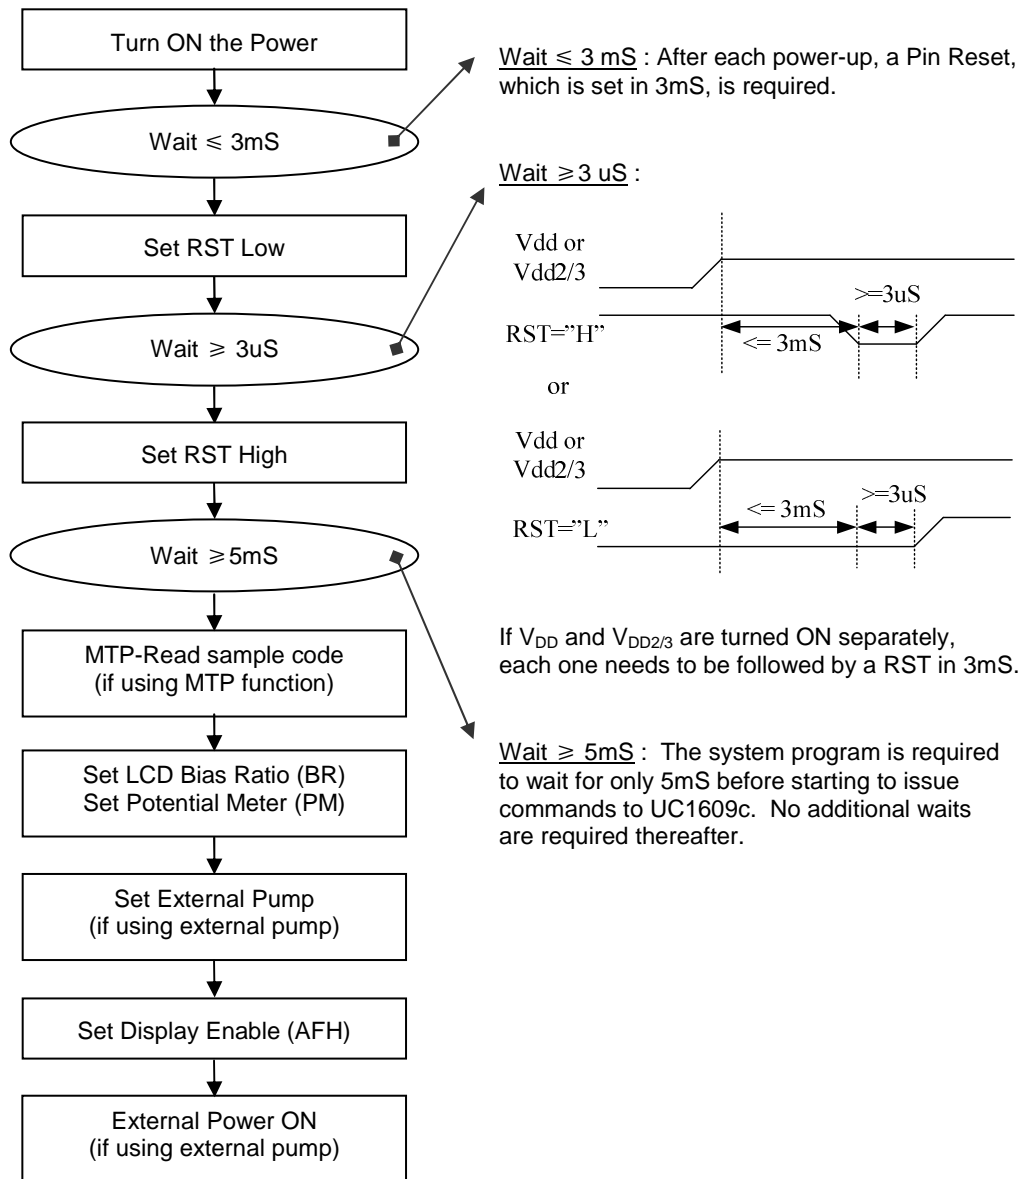 Turn ON the Power
Wait ≤ 3mS
Set RST Low
Wait ≥ 3uS
Set RST High
Wait ≥5mS
MTP-Read sample code
(if using MTP function)
Set LCD Bias Ratio (BR)
Set Potential Meter (PM)
Set External Pump
(if using external pump)
Set Display Enable (AFH)
External Power ON
(if using external pump)
Wait ≤ 3 mS : After each power-up, a Pin Reset,
which is set in 3mS, is required.
Wait ≥3 uS :
Vdd or
Vdd2/3
>=3uS
RST="H"
<= 3mS
or
Vdd or
Vdd2/3
>=3uS
<= 3mS
RST="L"
If VDD and VDD2/3 are turned ON separately,
each one needs to be followed by a RST in 3mS.
Wait ≥ 5mS : The system program is required
to wait for only 5mS before starting to issue
commands to UC1609c. No additional waits
are required thereafter.